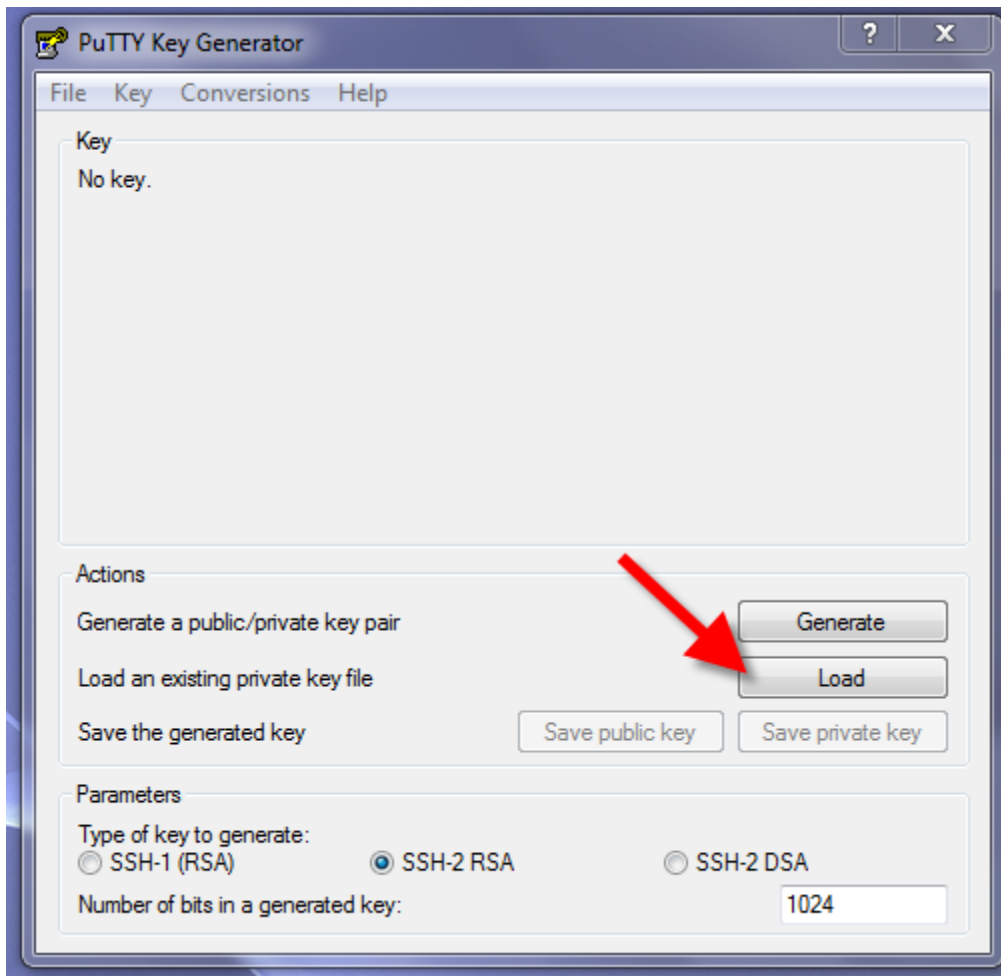 PuTTY Key Generator
? X
File Key Conversions Help
Key
No key.
Actions
Generate a public/private key pair Generate
Load an existing private key file Load
Save the generated key Save public key Save private key
Parameters
Type of key to generate:
SSH-1 (RSA) SSH-2 RSA SSH-2 DSA
Number of bits in a generated key: 1024